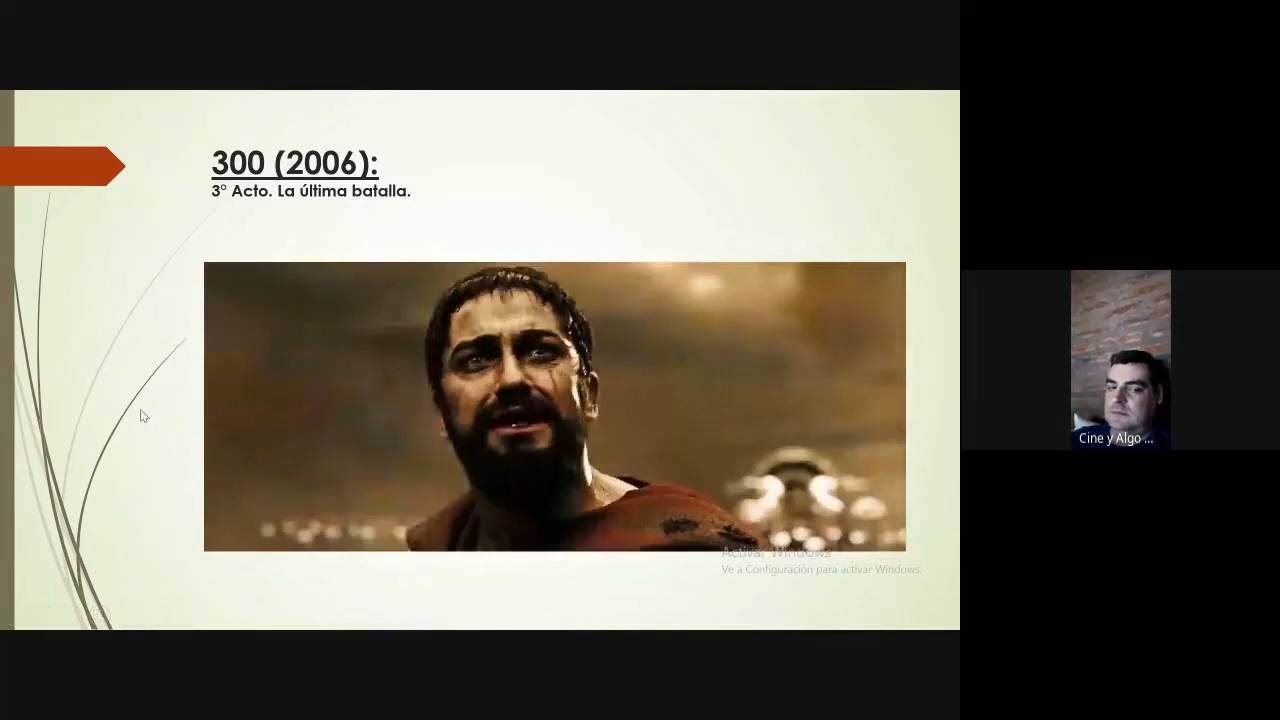 300 (2006):
3° Acto. La última batalla.
Activar Windows
Ve a Configuración para activar Windows.
Cine y Algo ...